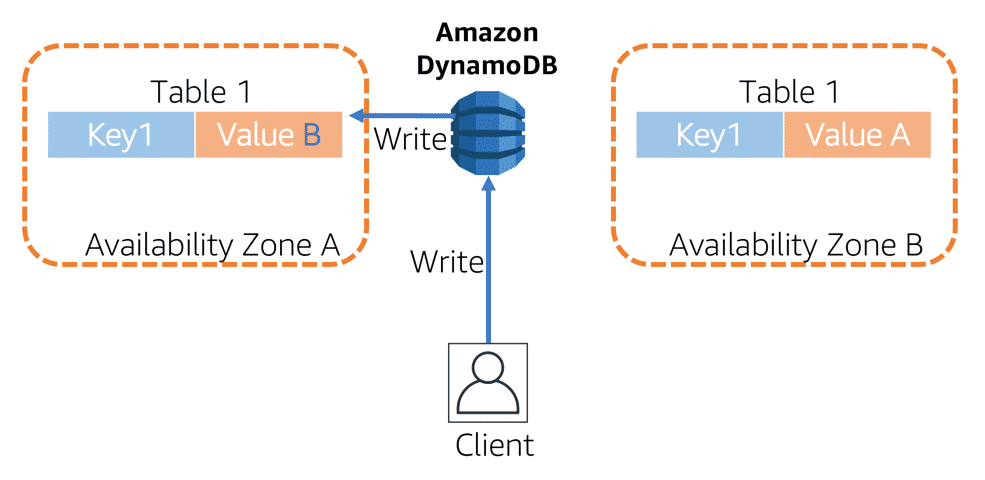 Amazon
DynamoDB
Table 1
Key1 Value B
Write
Availability Zone A
Table 1
Key1 Value A
Availability Zone B
Write
Client